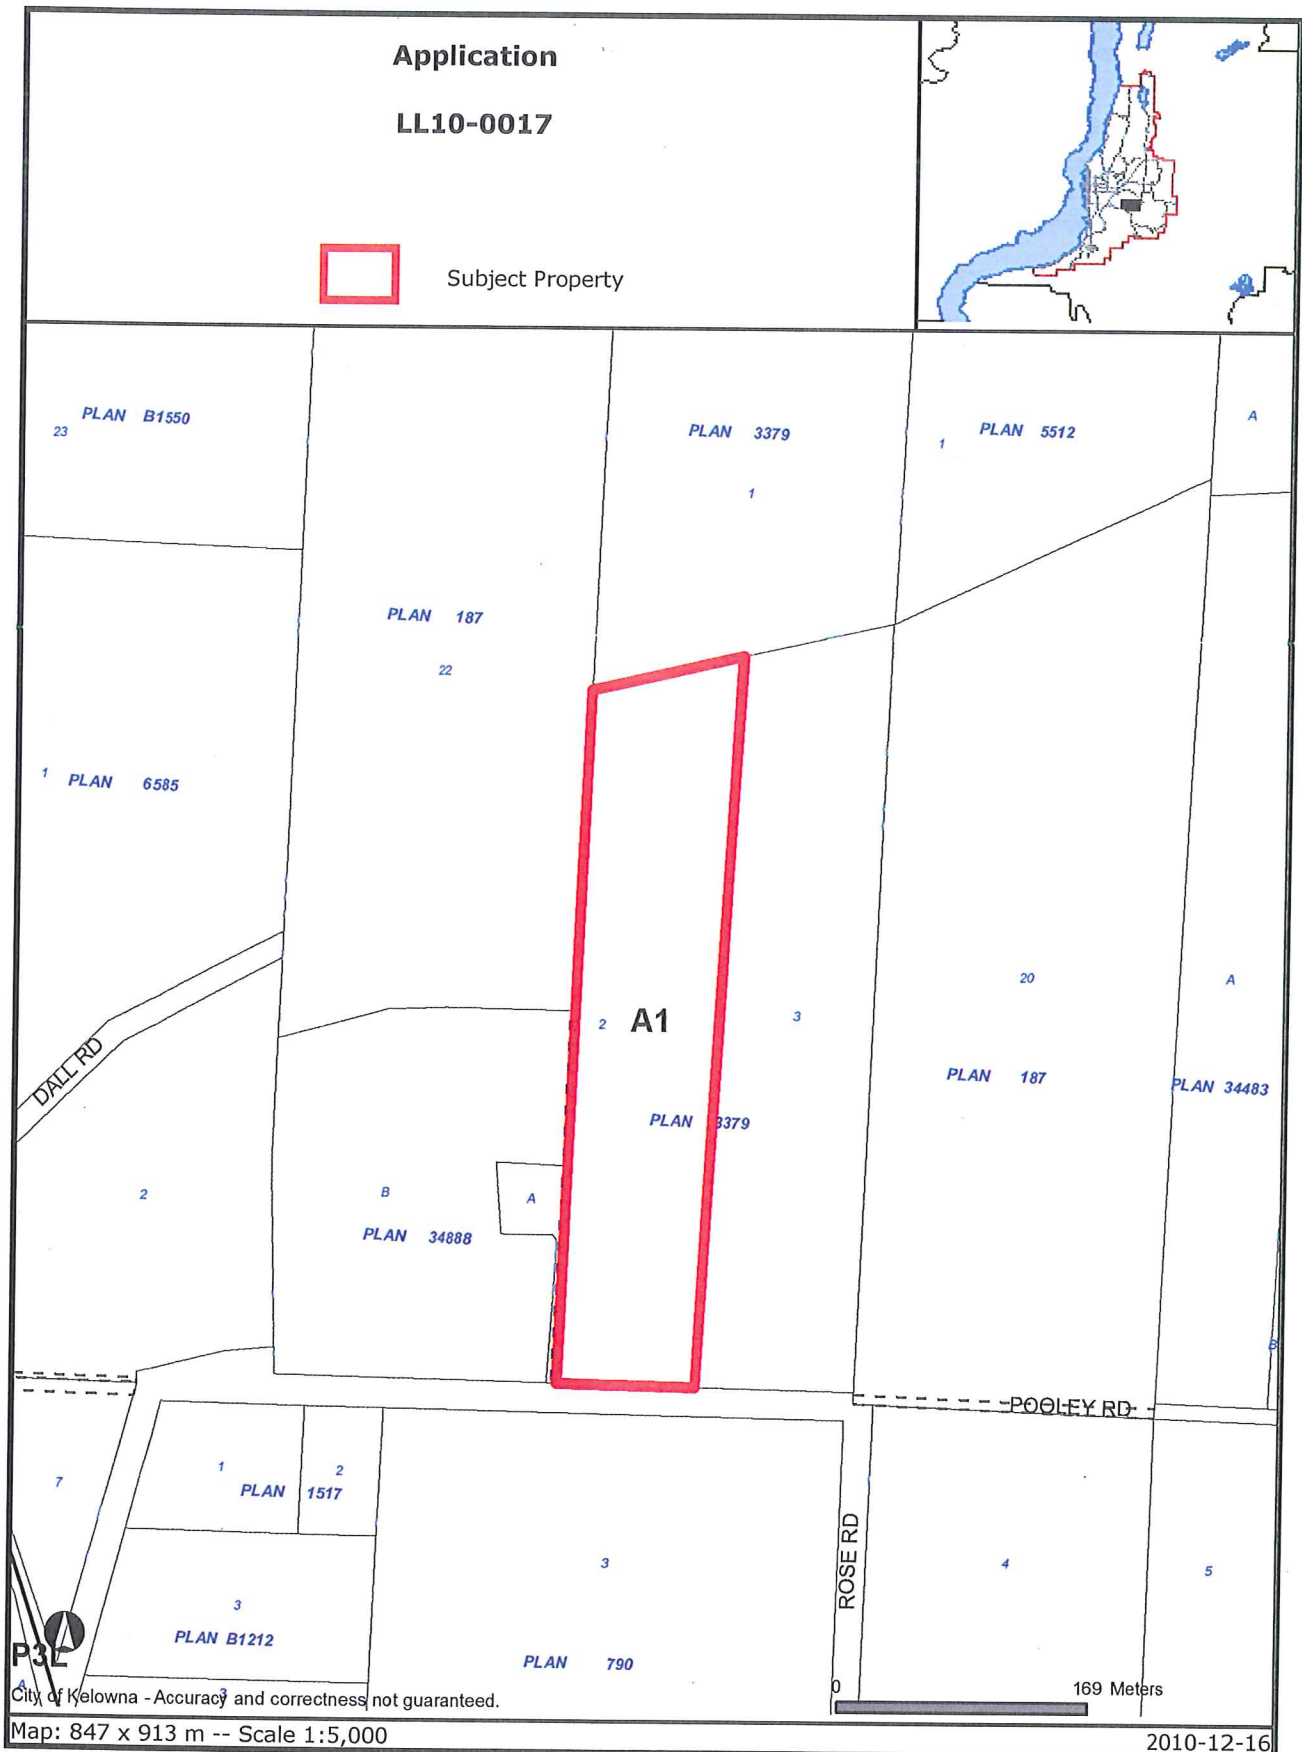 Application
LL10-0017
Subject Property
PLAN B1550
23
PLAN 3379
1
1
PLAN 5512
A
PLAN 187
22
1 PLAN 6585
DALL RD
2 A1
3
20
A
PLAN 187
PLAN 34483
PLAN 3379
2
B
A
PLAN 34888
B
POOLEY RD
7
1
2
PLAN 1517
3
PLAN B1212
3
3
PLAN 790
ROSE RD
4
5
P3L
A
City of Kelowna - Accuracy and correctness not guaranteed.
0 169 Meters
Map: 847 x 913 m -- Scale 1:5,000
2010-12-16